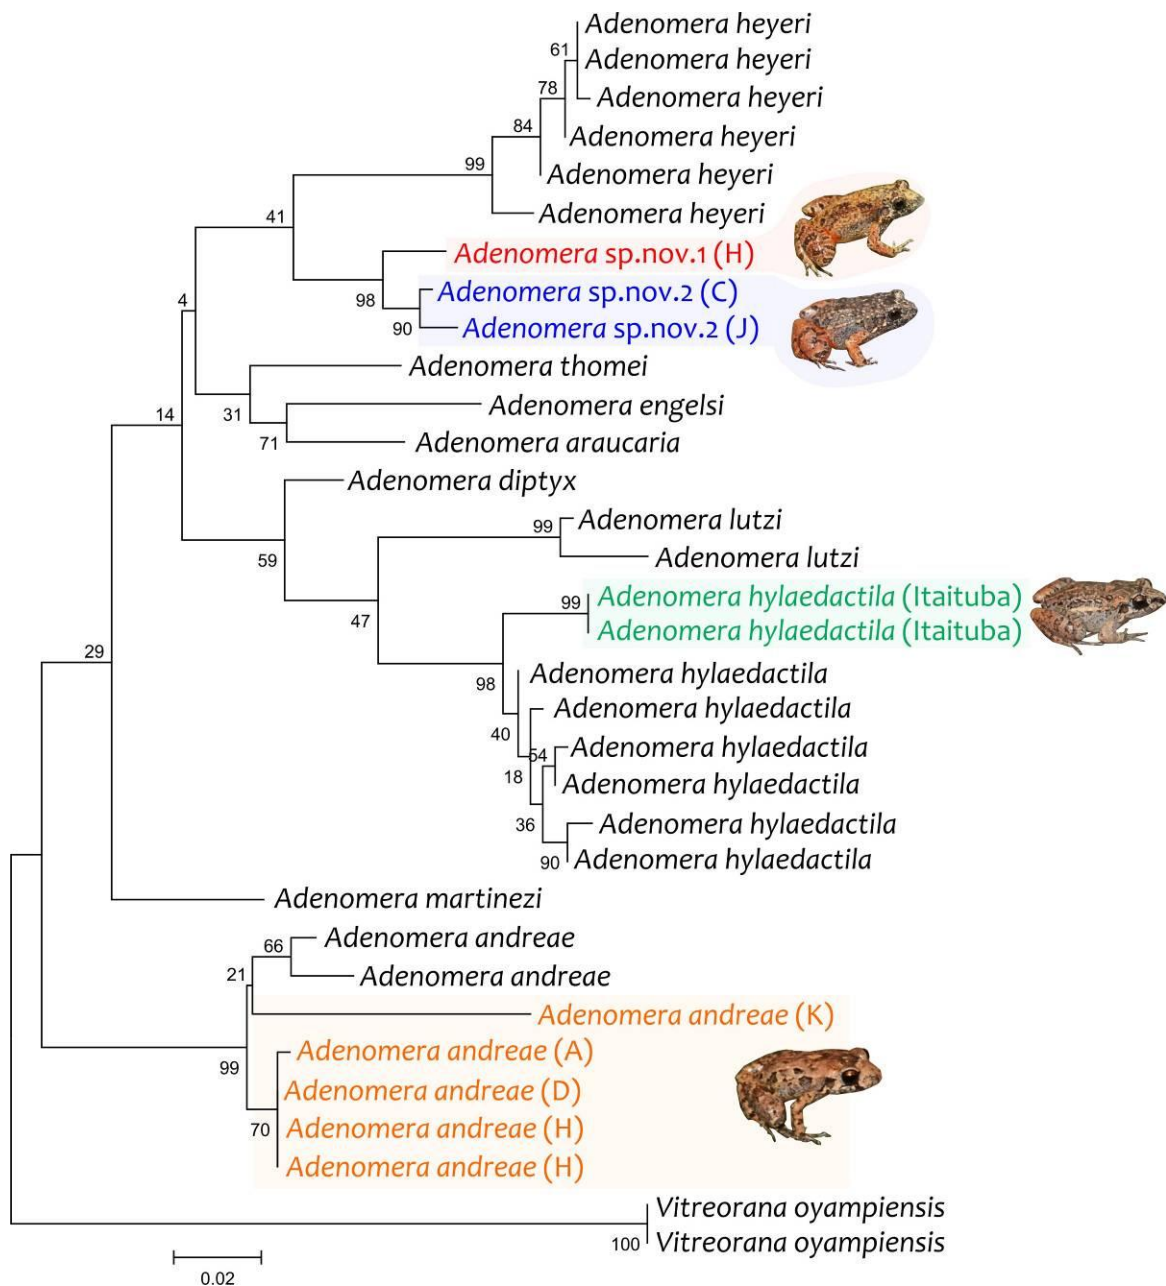 Adenomera heyeri
61
Adenomera heyeri
78
Adenomera heyeri
84
Adenomera heyeri
99
Adenomera heyeri
Adenomera heyeri
41
Adenomera sp.nov.1 (H)
98
Adenomera sp.nov.2 (C)
4
90
Adenomera sp.nov.2 (J)
Adenomera thomei
14
31
Adenomera engelsi
71
Adenomera araucaria
Adenomera diptyx
59
99
Adenomera lutzi
Adenomera lutzi
47
99
Adenomera hylaedactila (Itaituba)
Adenomera hylaedactila (Itaituba)
29
98
Adenomera hylaedactila
40
Adenomera hylaedactila
54
Adenomera hylaedactila
18
Adenomera hylaedactila
36
Adenomera hylaedactila
90
Adenomera hylaedactila
Adenomera martinezi
66
Adenomera andreae
21
Adenomera andreae
Adenomera andreae (K)
99
Adenomera andreae (A)
Adenomera andreae (D)
70
Adenomera andreae (H)
Adenomera andreae (H)
Vitreorana oyampiensis
100
Vitreorana oyampiensis
0.02